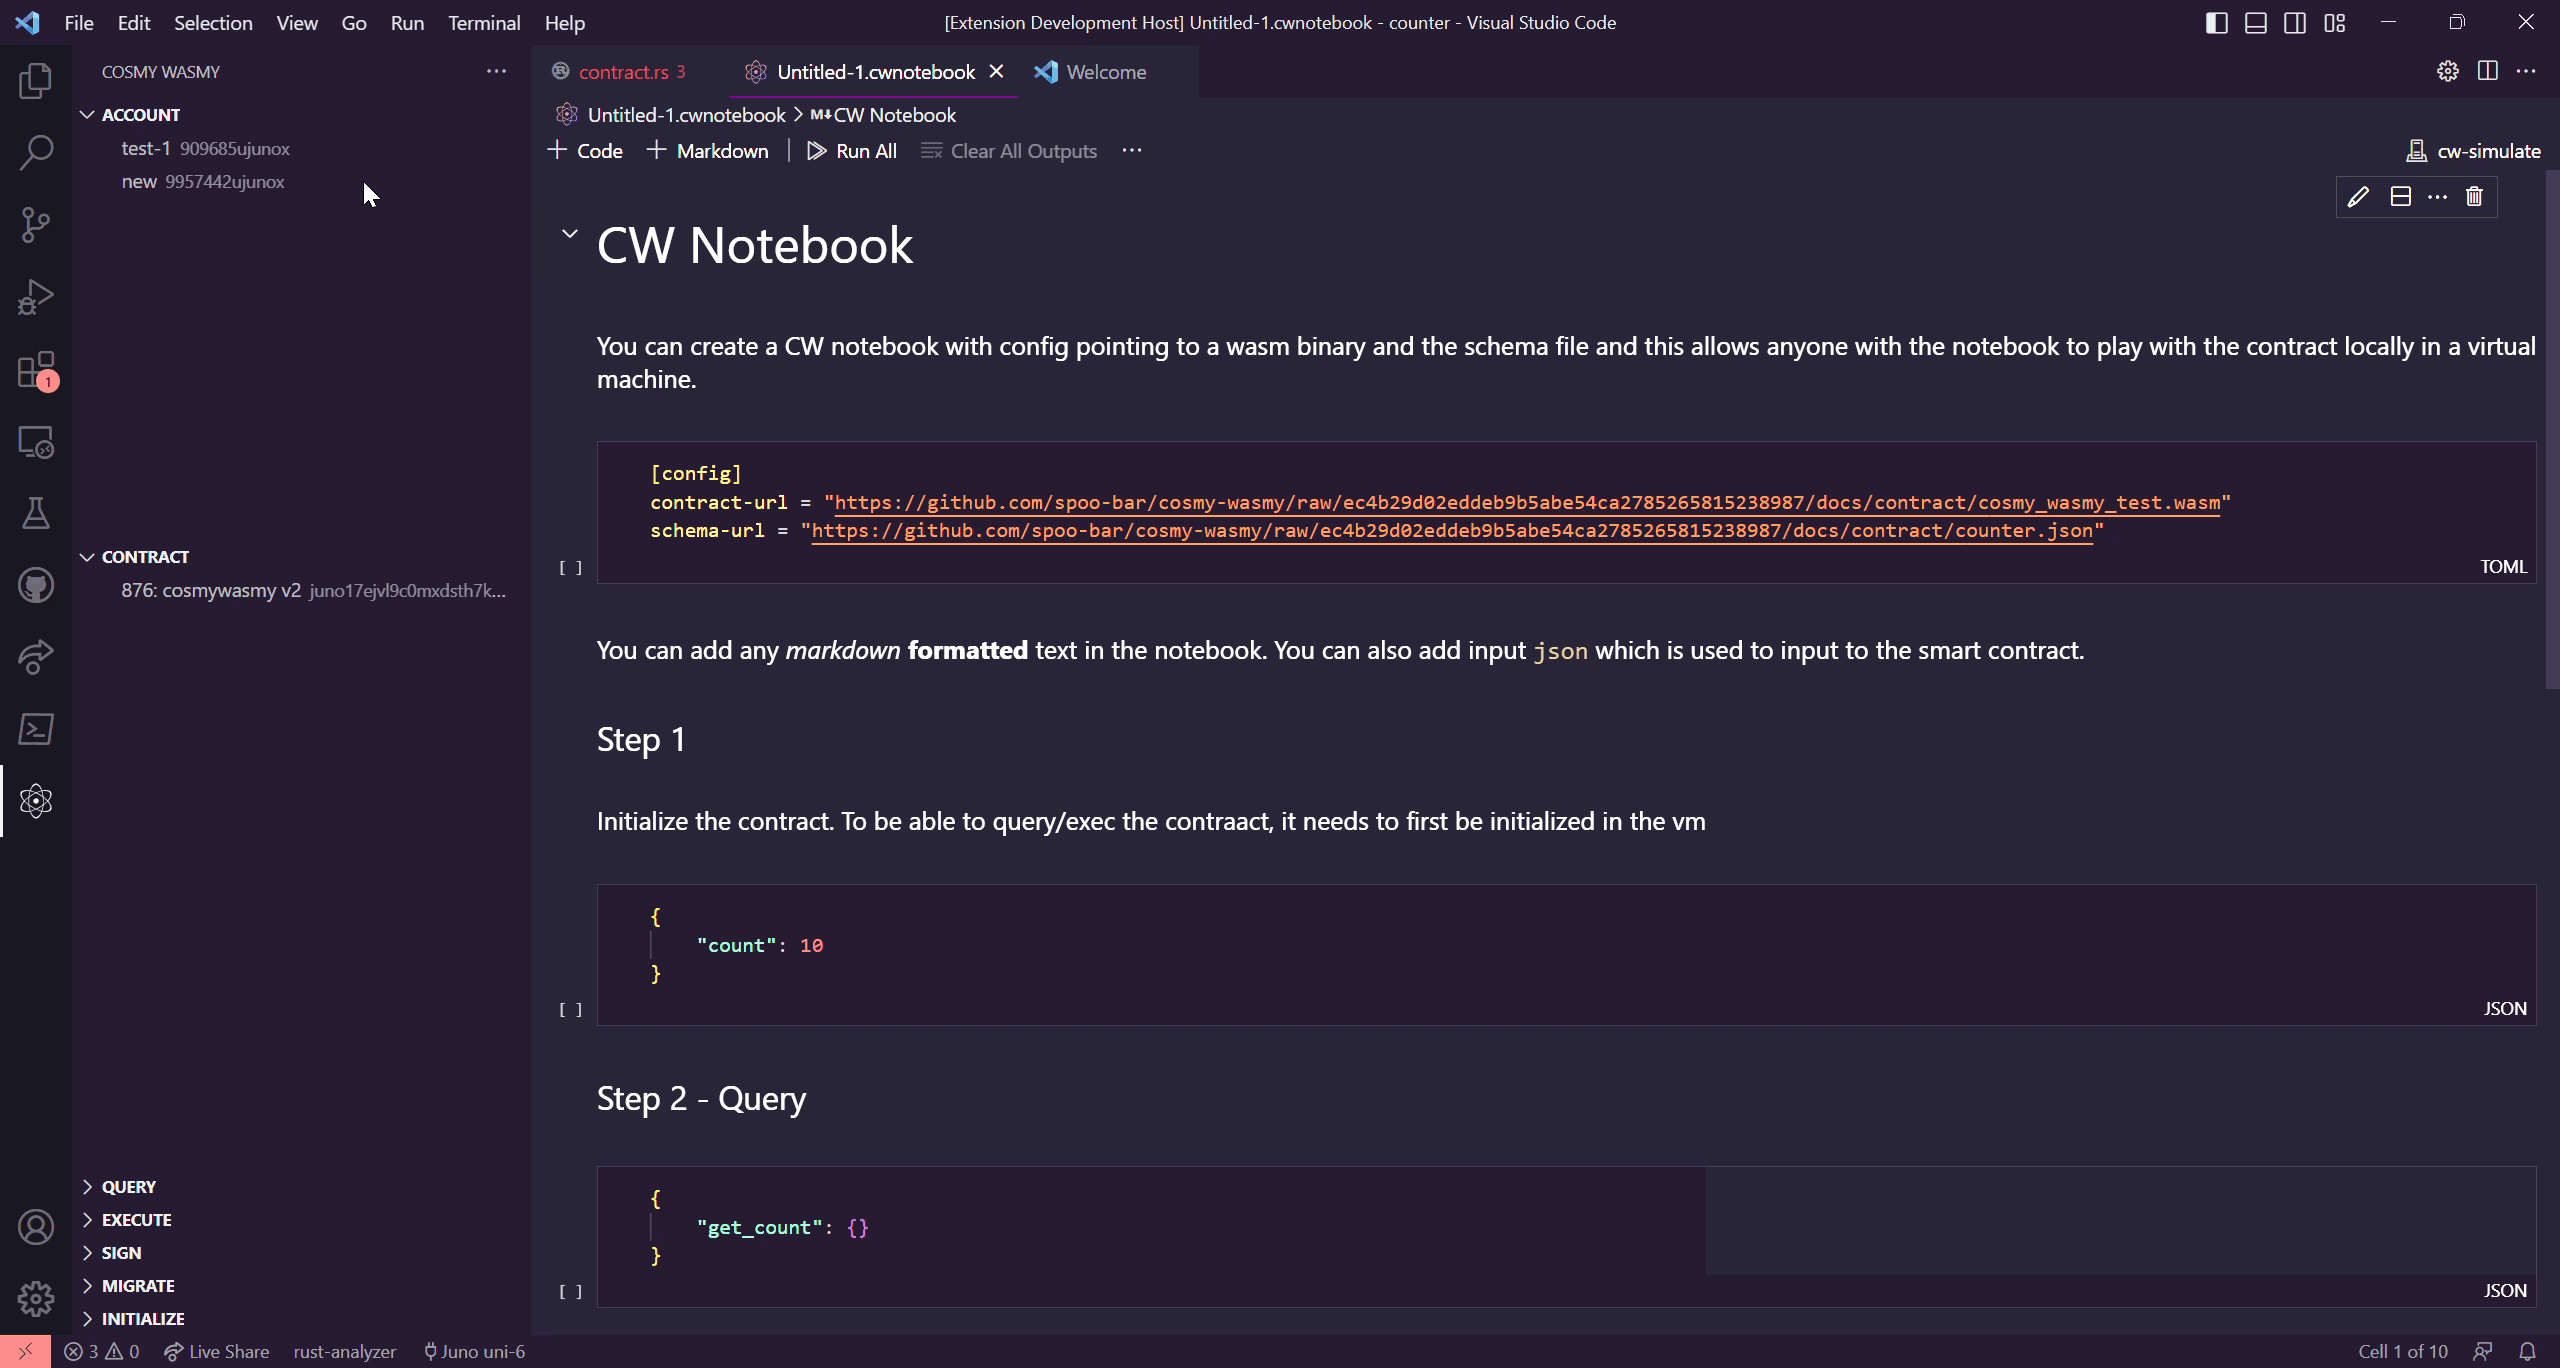 File Edit Selection View Go Run Terminal Help
[Extension Development Host] Untitled-1.cwnotebook - counter - Visual Studio Code
COSMY WASMY
ACCOUNT
test-1 909685ujunox
new 9957442ujunox
1
CONTRACT
876: cosmywasmy v2 juno17ejvl9c0mxdsth7k...
QUERY
EXECUTE
SIGN
MIGRATE
INITIALIZE
contract.rs 3
Untitled-1.cwnotebook
Welcome
Untitled-1.cwnotebook > M↓CW Notebook
+ Code + Markdown Run All Clear All Outputs ...
cw-simulate
CW Notebook
You can create a CW notebook with config pointing to a wasm binary and the schema file and this allows anyone with the notebook to play with the contract locally in a virtual
machine.
[config]
contract-url = "https://github.com/spoo-bar/cosmy-wasmy/raw/ec4b29d02eddeb9b5abe54ca2785265815238987/docs/contract/cosmy_wasmy_test.wasm"
schema-url = "https://github.com/spoo-bar/cosmy-wasmy/raw/ec4b29d02eddeb9b5abe54ca2785265815238987/docs/contract/counter.json"
[ ]
TOML
You can add any markdown formatted text in the notebook. You can also add input json which is used to input to the smart contract.
Step 1
Initialize the contract. To be able to query/exec the contraact, it needs to first be initialized in the vm
{
"count": 10
}
[ ]
JSON
Step 2 - Query
{
"get_count": {}
}
[ ]
JSON
3 0 Live Share rust-analyzer Juno uni-6
Cell 1 of 10